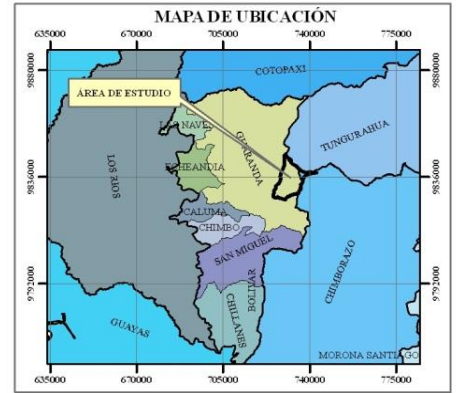 MAPA DE UBICACIÓN
635000 670000 705000 740000 775000
9880000
9880000
COTOPAXI
ÁREA DE ESTUDIO
TUNGURAHUA
LAS NAVES
GUARANDA
LOS RIOS
ECHEANDIA
9836000
9836000
CALUMA
CHIMBO
SAN MIGUEL
CHIMBORAZO
9792000
9792000
BOLIVAR
CHILLANES
GUAYAS
MORONA SANTIAGO
635000 670000 705000 740000 775000